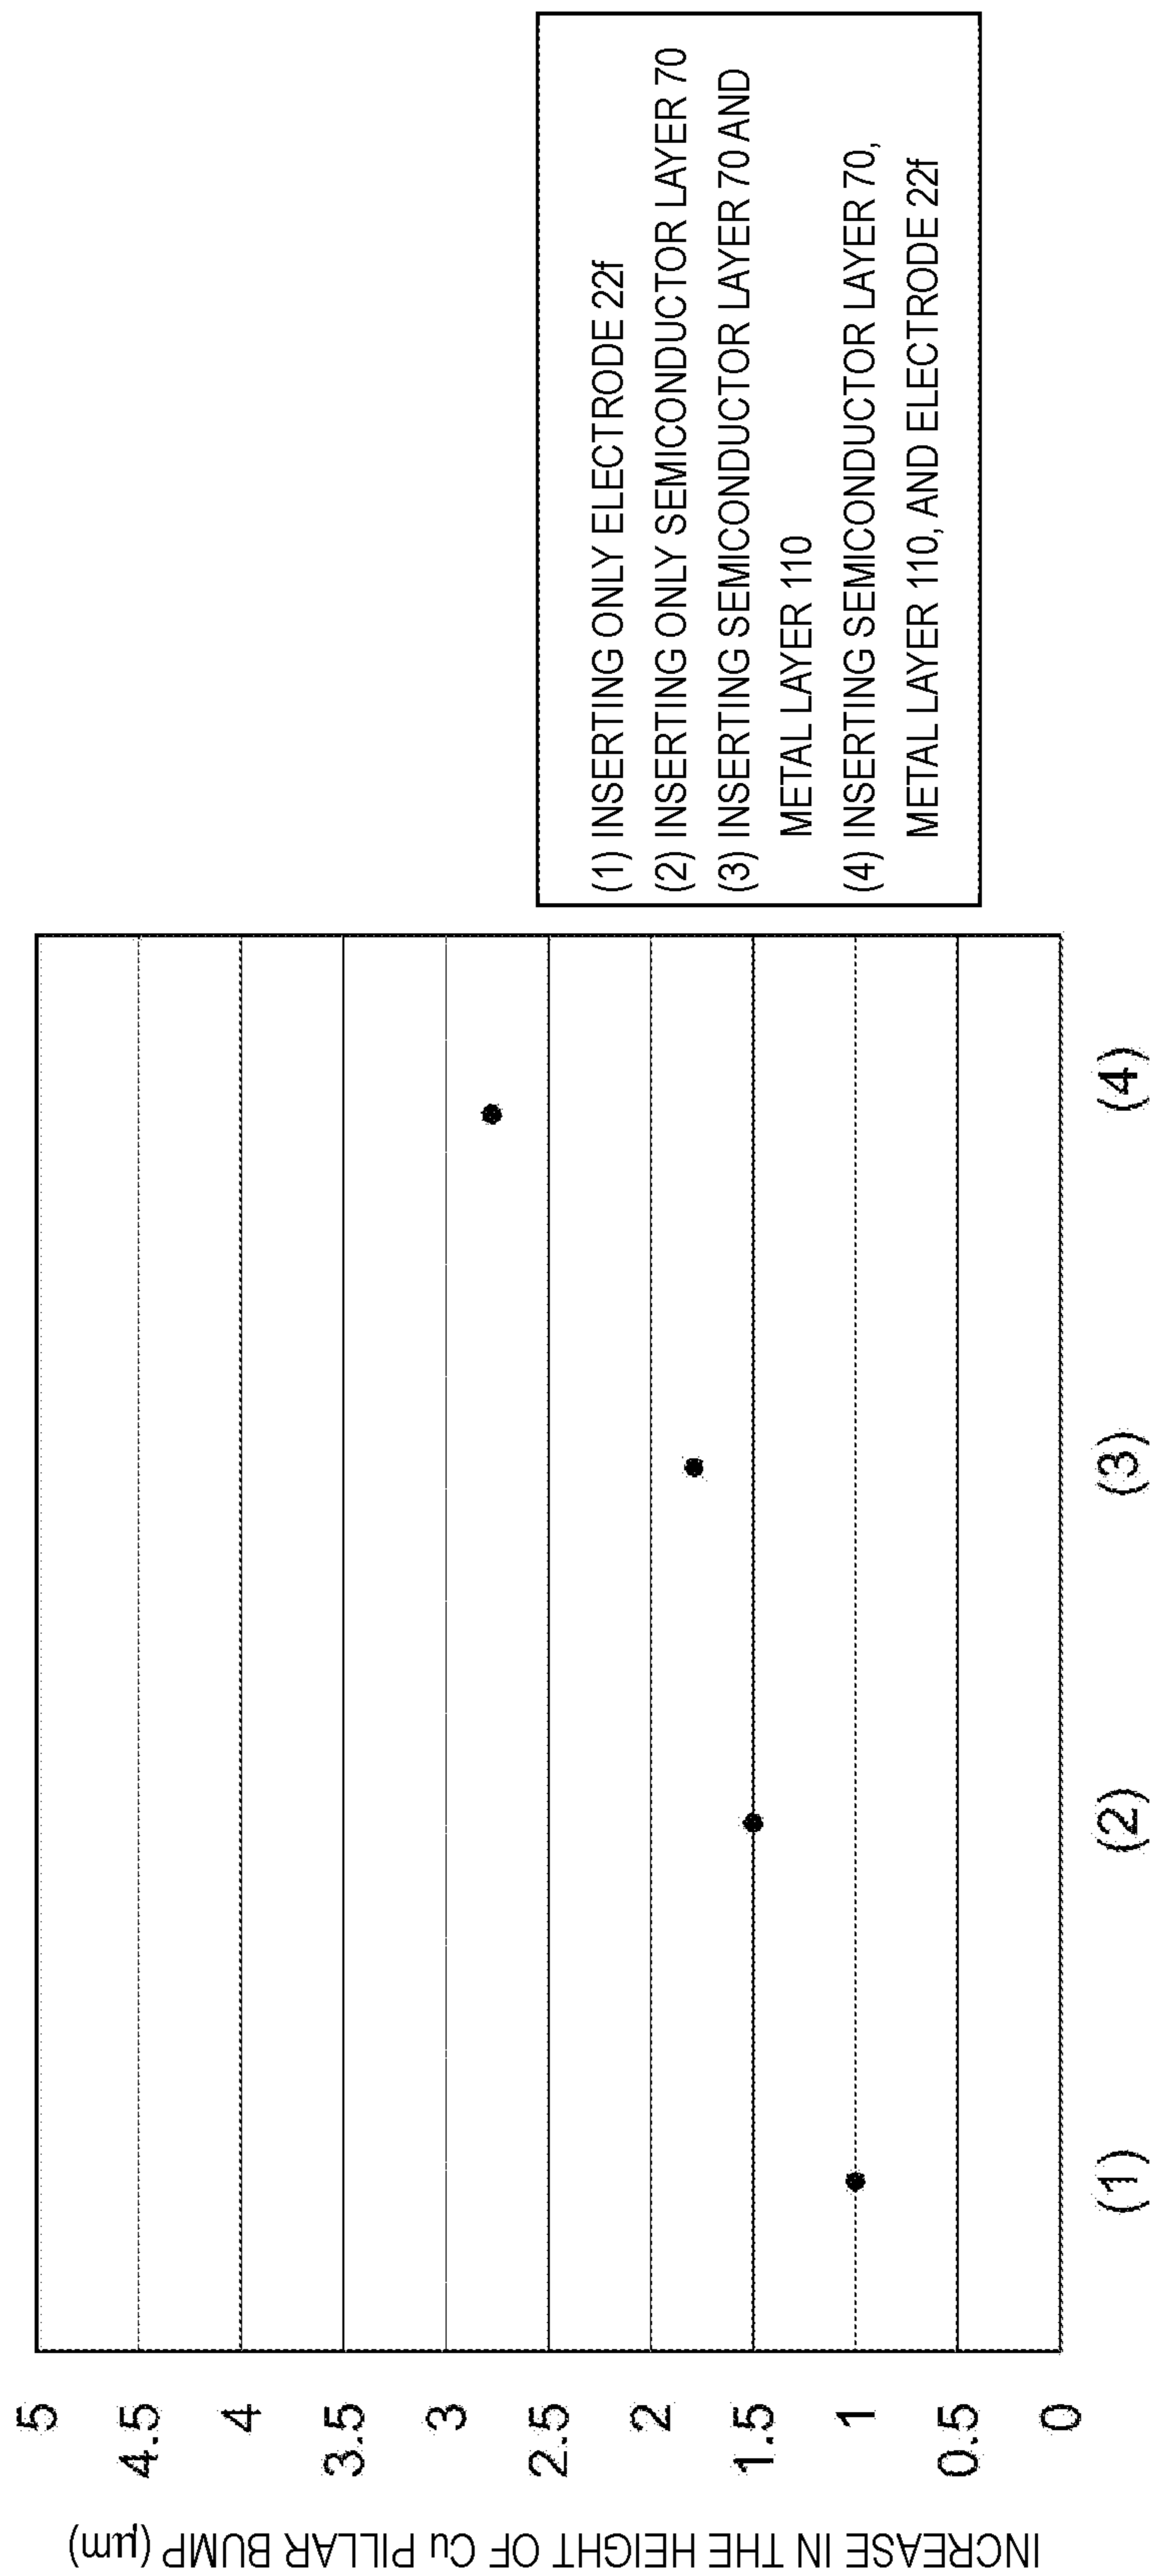 INCREASE IN THE HEIGHT OF Cu PILLAR BUMP (μm)
5
4.5
4
3.5
3
2.5
2
1.5
1
0.5
0
(1)
(2)
(3)
(4)
(1) INSERTING ONLY ELECTRODE 22f
(2) INSERTING ONLY SEMICONDUCTOR LAYER 70
(3) INSERTING SEMICONDUCTOR LAYER 70 AND
METAL LAYER 110
(4) INSERTING SEMICONDUCTOR LAYER 70,
METAL LAYER 110, AND ELECTRODE 22f